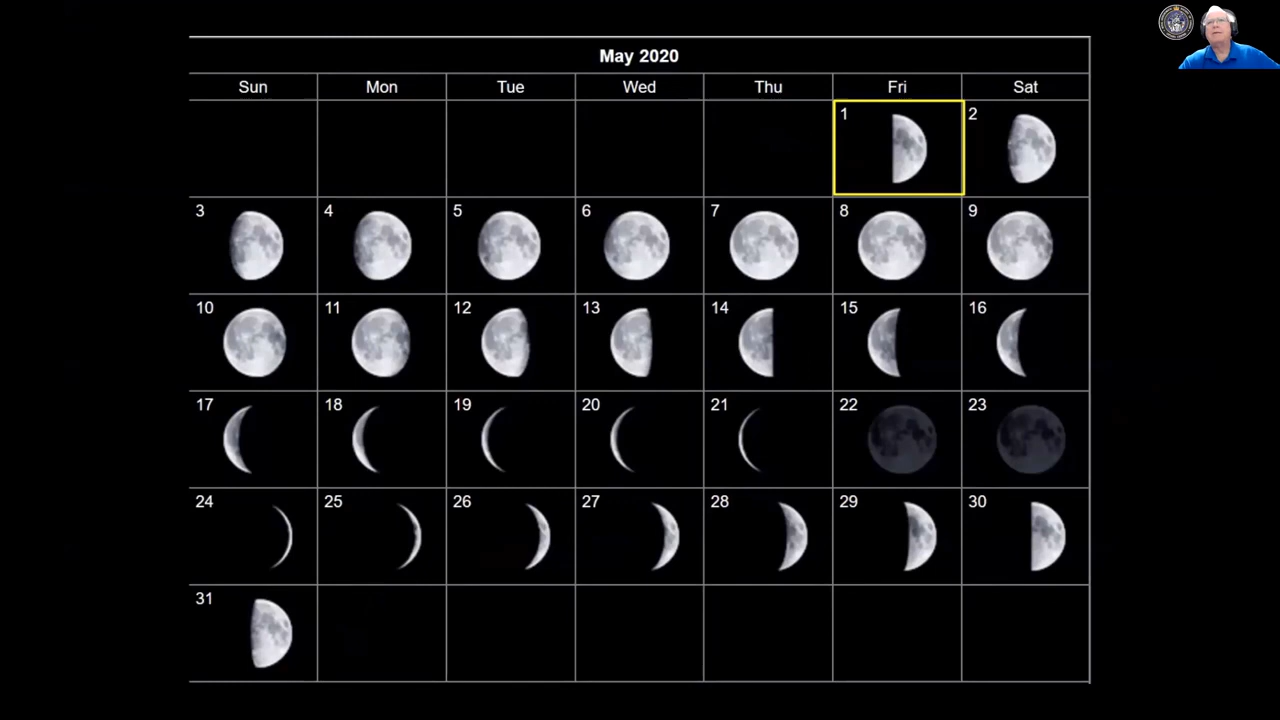 May 2020
Sun Mon Tue Wed Thu Fri Sat
1 2
3 4 5 6 7 8 9
10 11 12 13 14 15 16
17 18 19 20 21 22 23
24 25 26 27 28 29 30
31